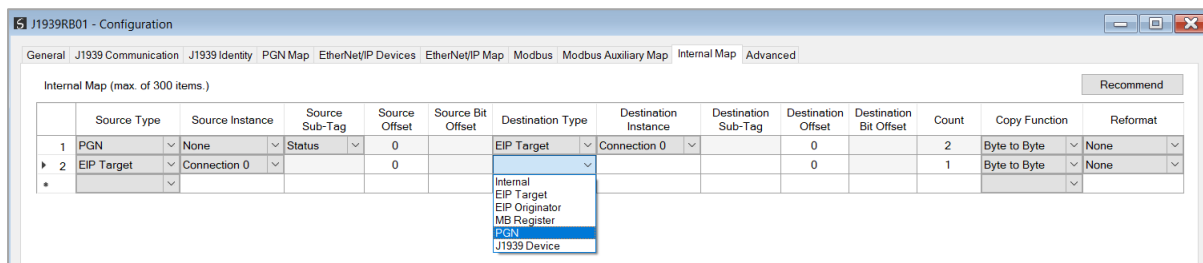 J1939RB01 - Configuration
General J1939 Communication J1939 Identity PGN Map EtherNet/IP Devices EtherNet/IP Map Modbus Modbus Auxiliary Map Internal Map Advanced
Internal Map (max. of 300 items.) Recommend
Source Type Source Instance Source Sub-Tag Source Offset Source Bit Offset Destination Type Destination Instance Destination Sub-Tag Destination Offset Destination Bit Offset Count Copy Function Reformat
1 PGN None Status 0 EIP Target Connection 0 0 2 Byte to Byte None
2 EIP Target Connection 0 0 0 1 Byte to Byte None
*
Internal
EIP Target
EIP Originator
MB Register
PGN
J1939 Device